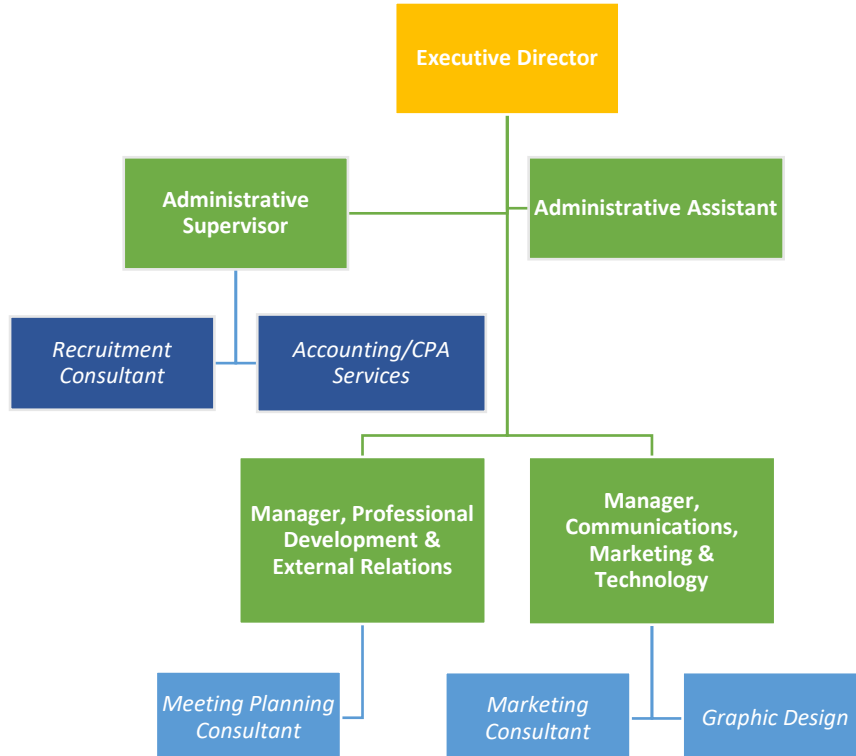 Executive Director
Administrative
Supervisor
Administrative Assistant
Recruitment
Consultant
Accounting/CPA
Services
Manager, Professional
Development &
External Relations
Manager,
Communications,
Marketing &
Technology
Meeting Planning
Consultant
Marketing
Consultant
Graphic Design